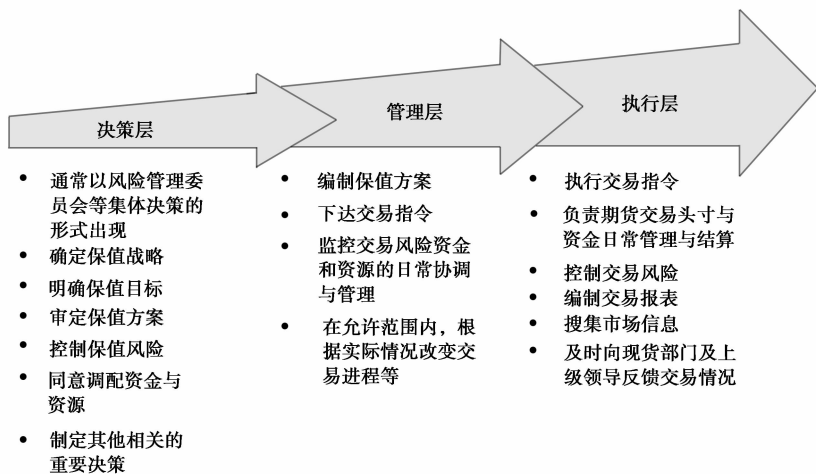 决策层
管理层
执行层
• 通常以风险管理委
员会等集体决策的
形式出现
• 确定保值战略
• 明确保值目标
• 审定保值方案
• 控制保值风险
• 同意调配资金与
资源
• 制定其他相关的
重要决策
• 编制保值方案
• 下达交易指令
• 监控交易风险资金
和资源的日常协调
与管理
• 在允许范围内，根
据实际情况改变交
易进程等
• 执行交易指令
• 负责期货交易头寸与
资金日常管理与结算
• 控制交易风险
• 编制交易报表
• 搜集市场信息
• 及时向现货部门及上
级领导反馈交易情况